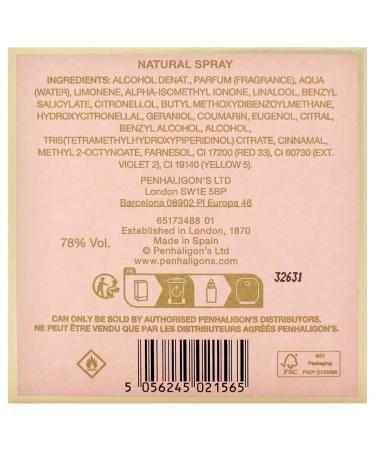 NATURAL SPRAY
INGREDIENTS: ALCOHOL DENAT., PARFUM (FRAGRANCE), AQUA
(WATER), LIMONENE, ALPHA-ISOMETHYL IONONE, LINALOOL, BENZYL
SALICYLATE, CITRONELLOL, BUTYL METHOXYDIBENZOYLMETHANE,
HYDROXYCITRONELLAL, GERANIOL, COUMARIN, EUGENOL, CITRAL,
BENZYL ALCOHOL, ALCOHOL,
TRIS(TETRAMETHYLHYDROXYPIPERIDINOL) CITRATE, CINNAMAL,
METHYL 2-OCTYNOATE, FARNESOL, CI 17200 (RED 33), CI 60730 (EXT.
VIOLET 2), CI 19140 (YELLOW 5).
PENHALIGON'S LTD
London SW1E 5BP
Barcelona 08902 Pl Europa 46
65173488 01
Established in London, 1870
78% Vol.
Made in Spain
© Penhaligon's Ltd
www.penhaligons.com
FR
32631
CAN ONLY BE SOLD BY AUTHORISED PENHALIGON'S DISTRIBUTORS.
NE PEUT ÊTRE VENDU QUE PAR LES DISTRIBUTEURS AGRÉÉS PENHALIGON'S.
5 056245 021565
FSC
MIX
Packaging